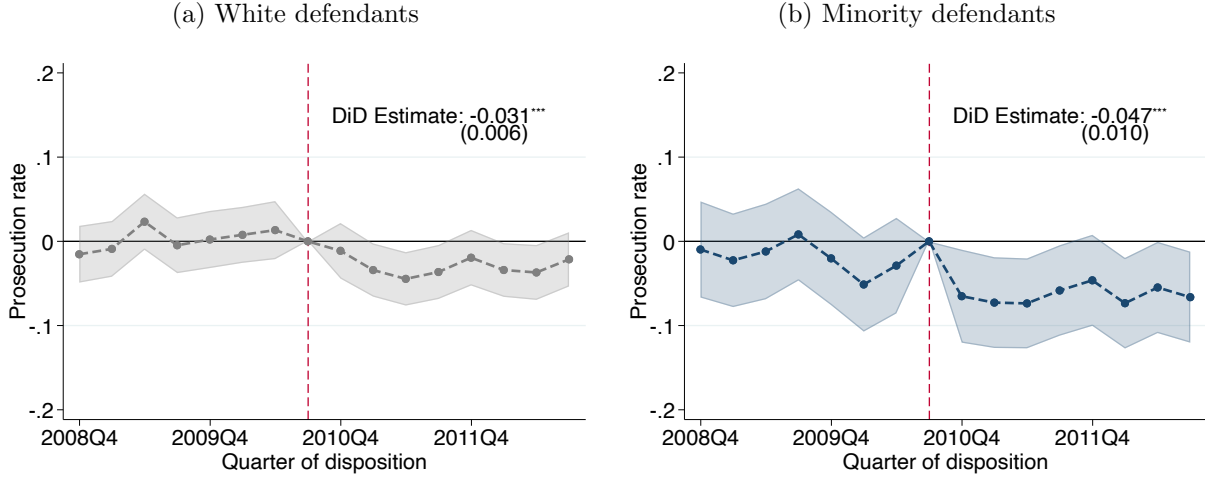 (a) White defendants
.2
.1
0
-.1
-.2
Prosecution rate
DiD Estimate: -0.031***
(0.006)
2008Q4 2009Q4 2010Q4 2011Q4
Quarter of disposition
(b) Minority defendants
.2
.1
0
-.1
-.2
Prosecution rate
DiD Estimate: -0.047***
(0.010)
2008Q4 2009Q4 2010Q4 2011Q4
Quarter of disposition